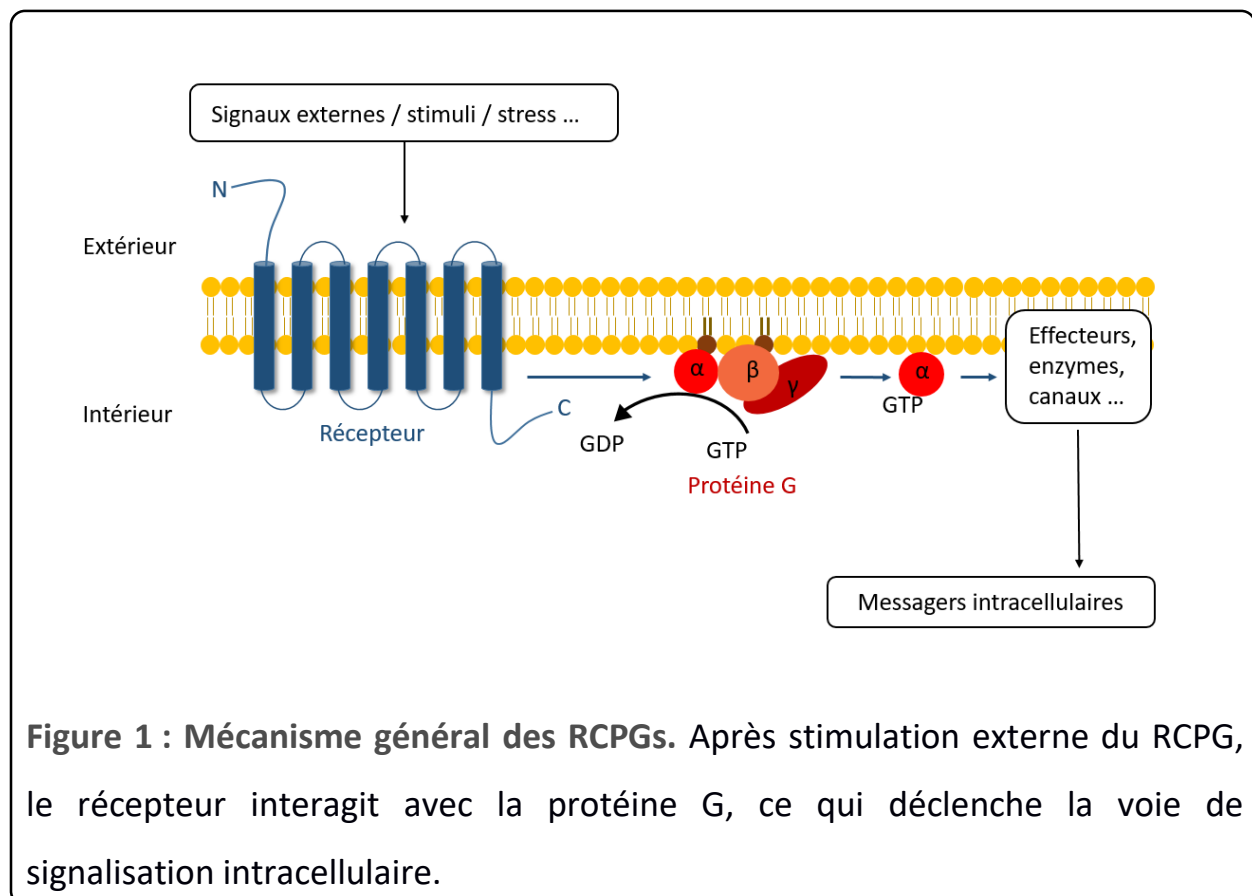 Signaux externes / stimuli / stress ...
N
Extérieur
Effecteurs,
enzymes,
canaux ...
α
β
γ
α
GTP
Intérieur
C
Récepteur
GDP
GTP
Protéine G
Messagers intracellulaires
Figure 1 : Mécanisme général des RCPGs. Après stimulation externe du RCPG,
le récepteur interagit avec la protéine G, ce qui déclenche la voie de
signalisation intracellulaire.